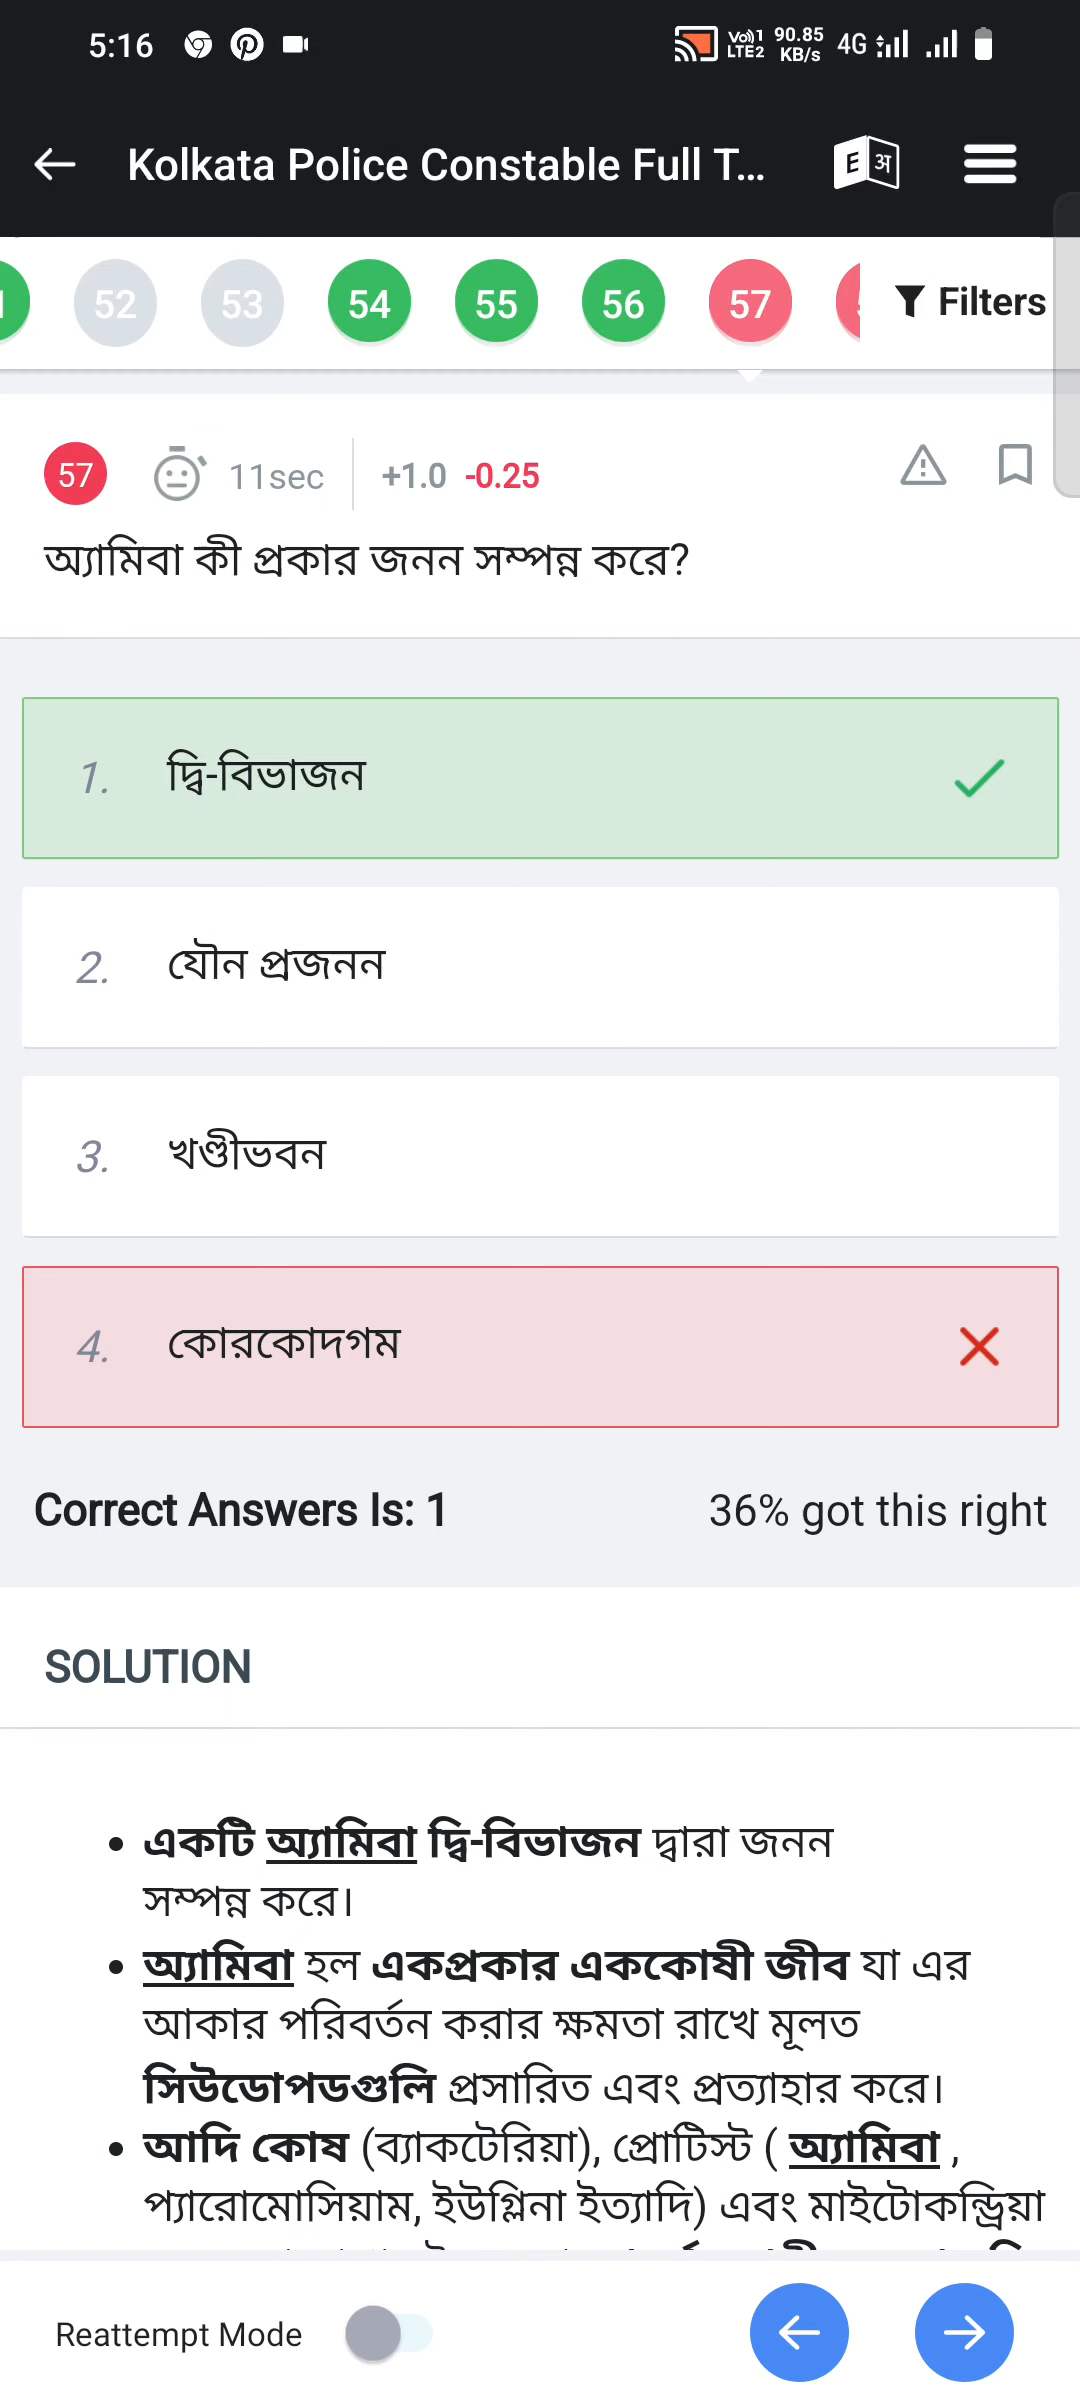 5:16 Vo)) 1 LTE2 90.85 KB/s 4G
Kolkata Police Constable Full T... E अ
52 53 54 55 56 57 Filters
57 11sec +1.0 -0.25
অ্যামিবা কী প্রকার জনন সম্পন্ন করে?
1. দ্বি-বিভাজন
2. যৌন প্রজনন
3. খণ্ডীভবন
4. কোরকোদগম
Correct Answers Is: 1 36% got this right
SOLUTION
• একটি অ্যামিবা দ্বি-বিভাজন দ্বারা জনন
সম্পন্ন করে।
• অ্যামিবা হল একপ্রকার এককোষী জীব যা এর
আকার পরিবর্তন করার ক্ষমতা রাখে মূলত
সিউডোপডগুলি প্রসারিত এবং প্রত্যাহার করে।
• আদি কোষ (ব্যাকটেরিয়া), প্রোটিস্ট ( অ্যামিবা ,
প্যারোমোসিয়াম, ইউগ্লিনা ইত্যাদি) এবং মাইটোকন্ড্রিয়া
Reattempt Mode